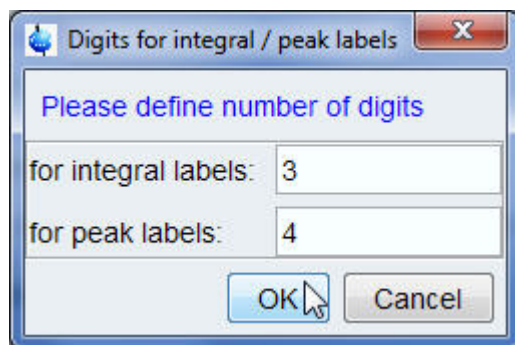 Digits for integral / peak labels
Please define number of digits
for integral labels: 3
for peak labels: 4
OK Cancel